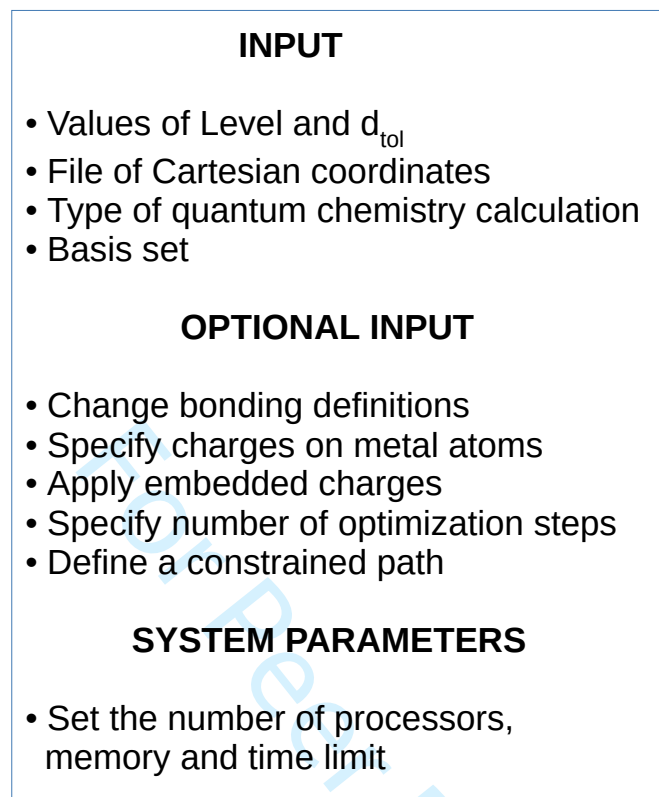 INPUT
• Values of Level and dtol
• File of Cartesian coordinates
• Type of quantum chemistry calculation
• Basis set
OPTIONAL INPUT
• Change bonding definitions
• Specify charges on metal atoms
• Apply embedded charges
• Specify number of optimization steps
• Define a constrained path
SYSTEM PARAMETERS
• Set the number of processors,
memory and time limit
For Peer